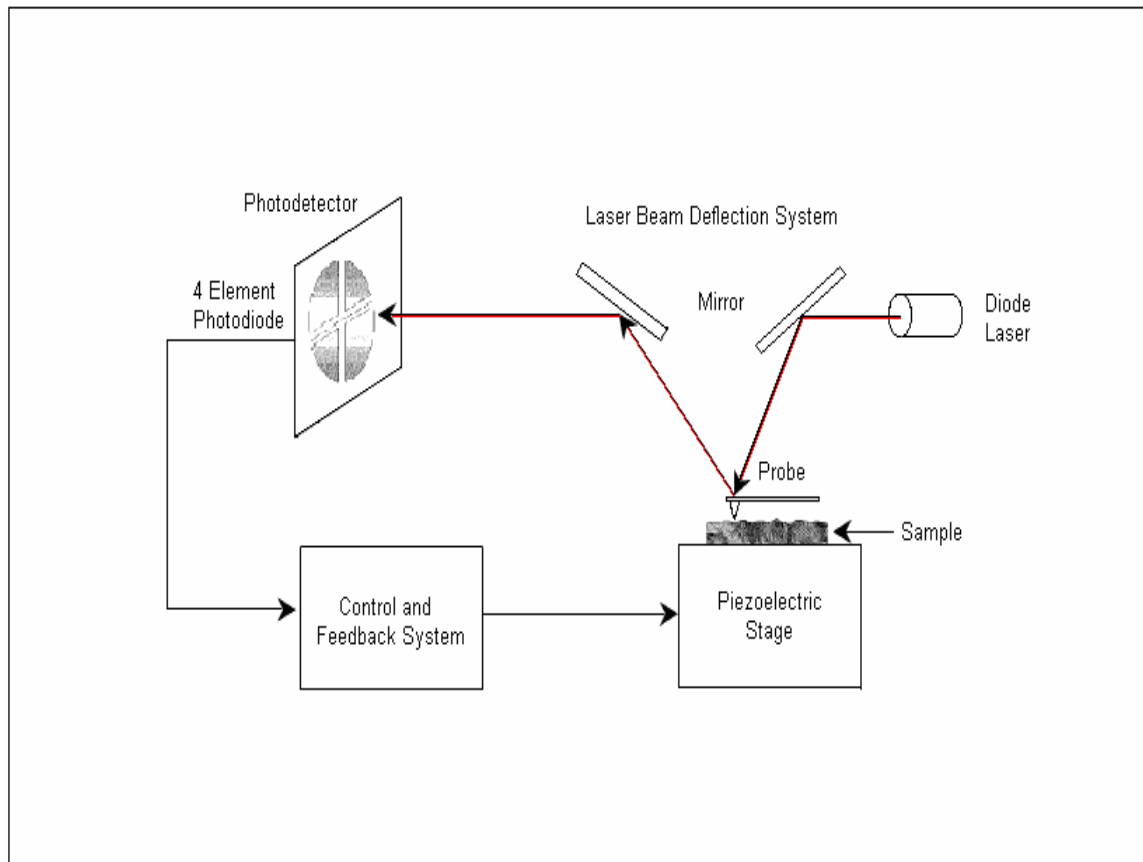 Photodetector
Laser Beam Deflection System
4 Element
Photodiode
Mirror
Diode
Laser
Probe
Sample
Control and
Feedback System
Piezoelectric
Stage